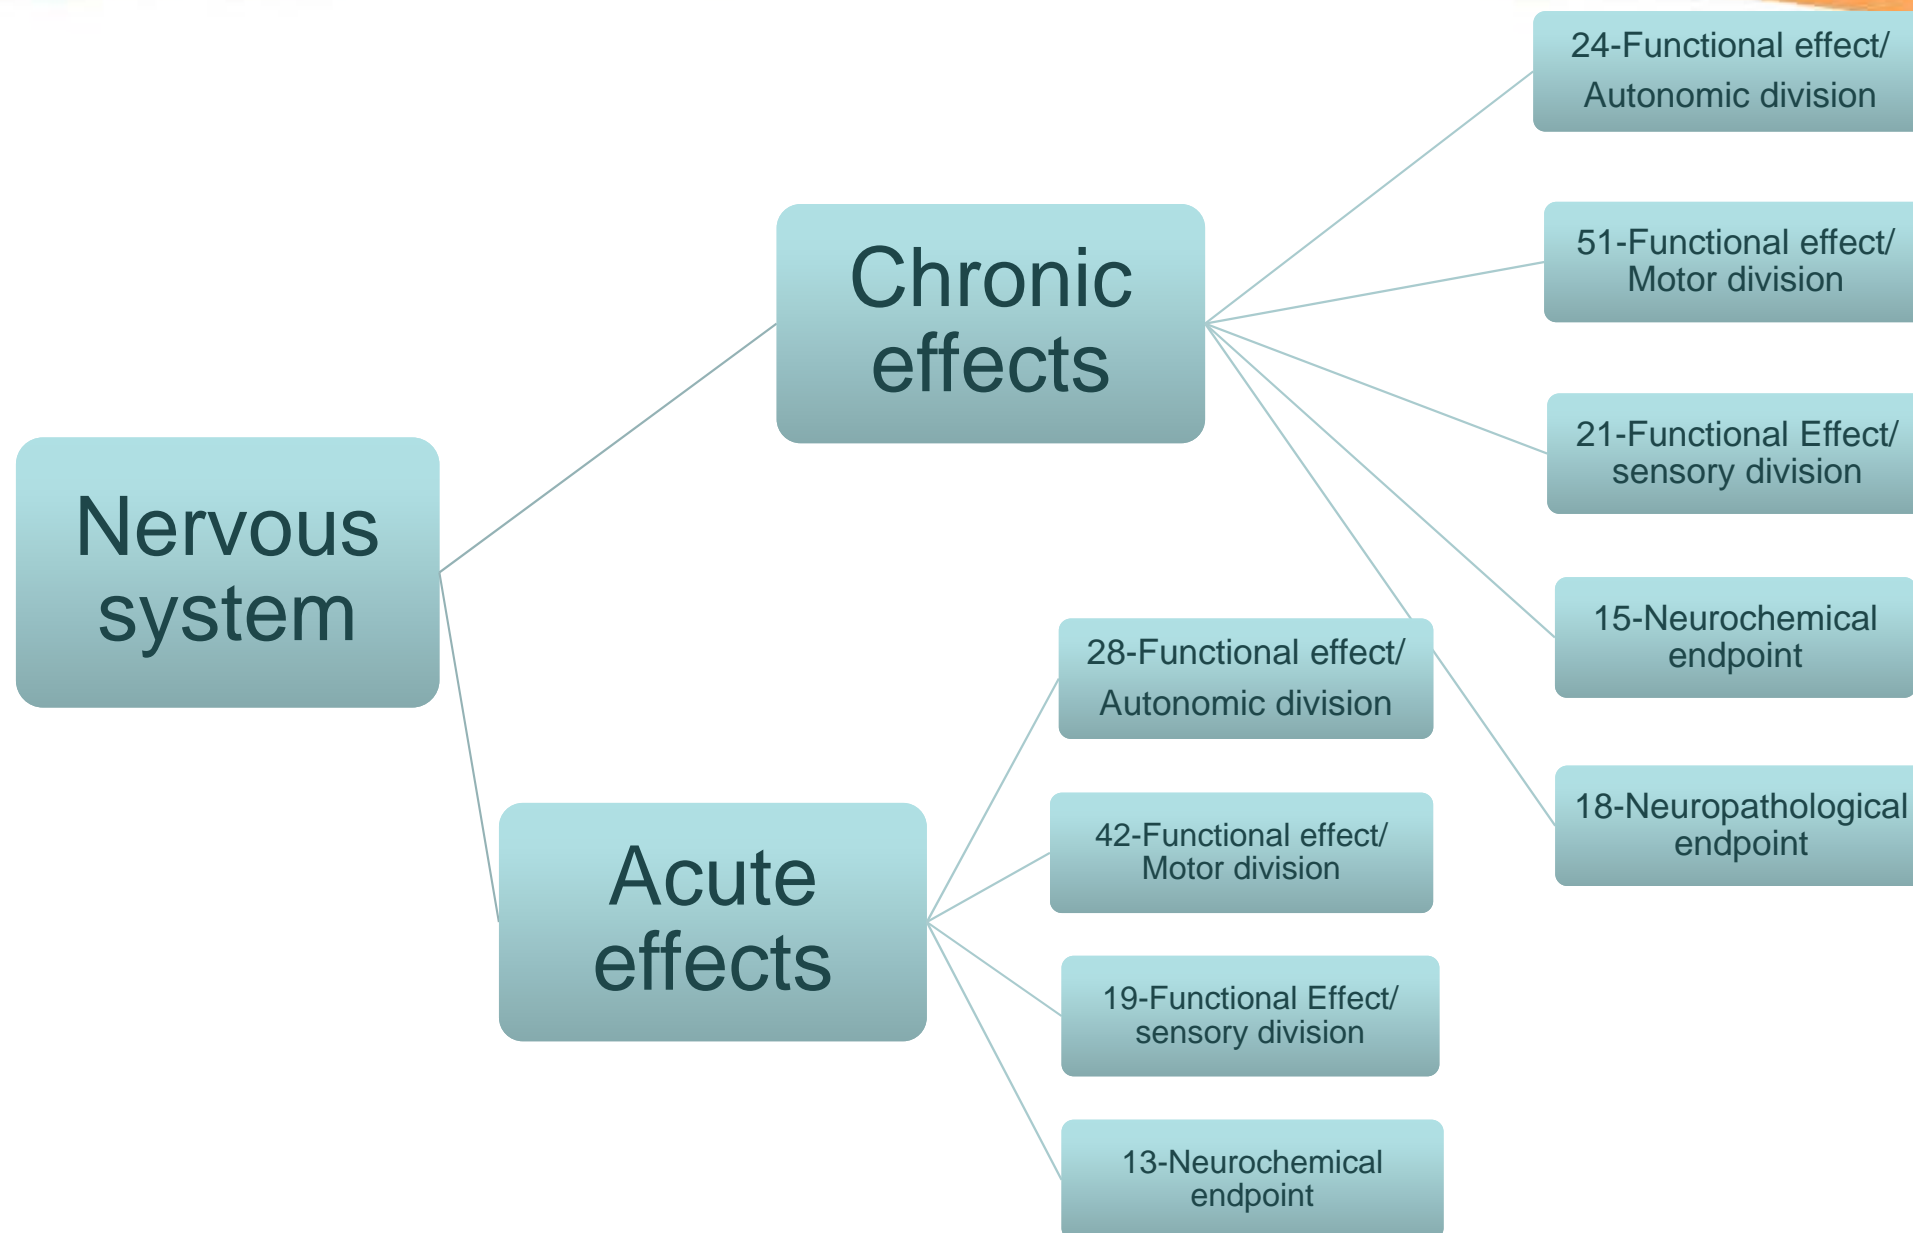 Nervous
system
Chronic
effects
24-Functional effect/
Autonomic division
51-Functional effect/
Motor division
21-Functional Effect/
sensory division
15-Neurochemical
endpoint
18-Neuropathological
endpoint
Acute
effects
28-Functional effect/
Autonomic division
42-Functional effect/
Motor division
19-Functional Effect/
sensory division
13-Neurochemical
endpoint